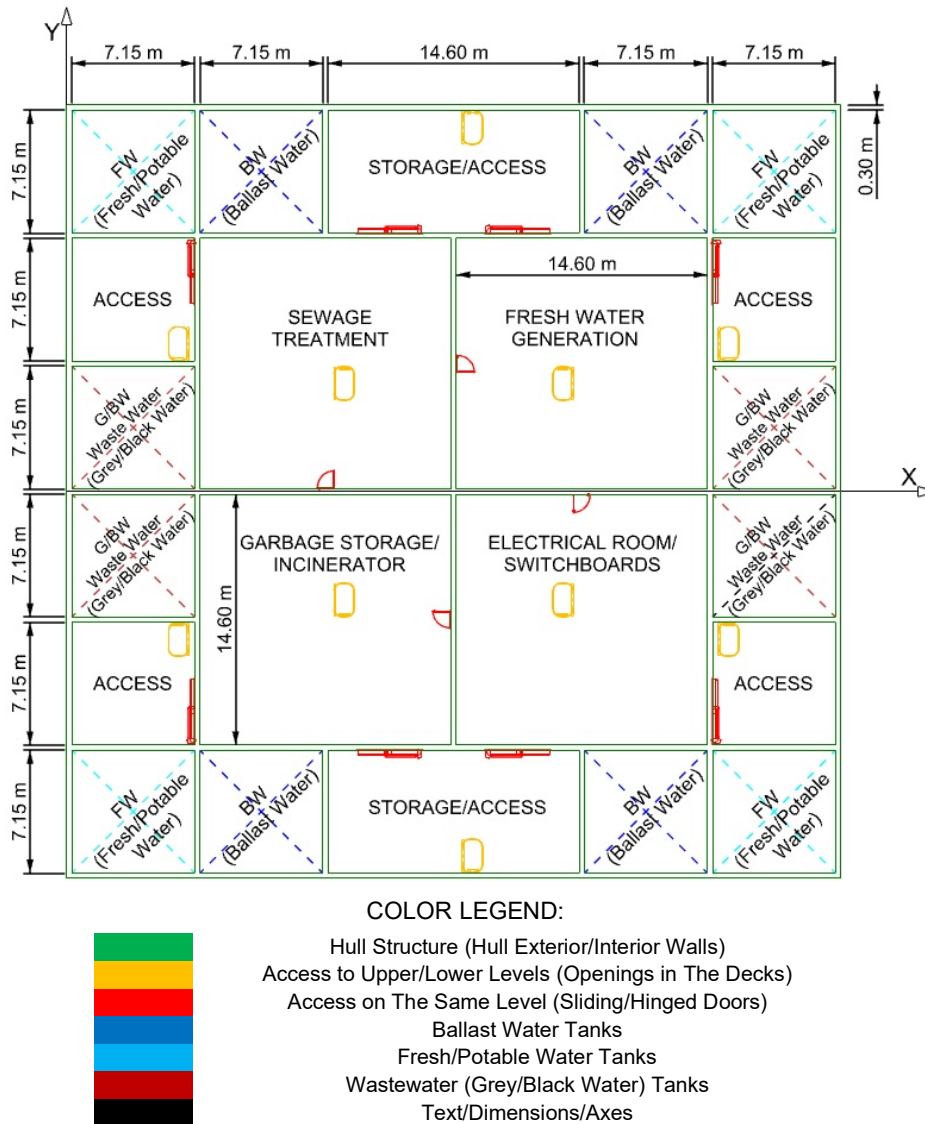 Y
7.15 m
7.15 m
14.60 m
7.15 m
7.15 m
7.15 m
FW
(Fresh/Potable
Water)
BW
(Ballast Water)
STORAGE/ACCESS
BW
(Ballast Water)
FW
(Fresh/Potable
Water)
0.30 m
7.15 m
ACCESS
SEWAGE
TREATMENT
14.60 m
FRESH WATER
GENERATION
ACCESS
7.15 m
G/BW
Waste Water
(Grey/Black Water)
G/BW
Waste Water
(Grey/Black Water)
X
7.15 m
G/BW
Waste Water
(Grey/Black Water)
GARBAGE STORAGE/
INCINERATOR
14.60 m
ELECTRICAL ROOM/
SWITCHBOARDS
G/BW
Waste Water
(Grey/Black Water)
7.15 m
ACCESS
ACCESS
7.15 m
FW
(Fresh/Potable
Water)
BW
(Ballast Water)
STORAGE/ACCESS
BW
(Ballast Water)
FW
(Fresh/Potable
Water)
COLOR LEGEND:
Hull Structure (Hull Exterior/Interior Walls)
Access to Upper/Lower Levels (Openings in The Decks)
Access on The Same Level (Sliding/Hinged Doors)
Ballast Water Tanks
Fresh/Potable Water Tanks
Wastewater (Grey/Black Water) Tanks
Text/Dimensions/Axes